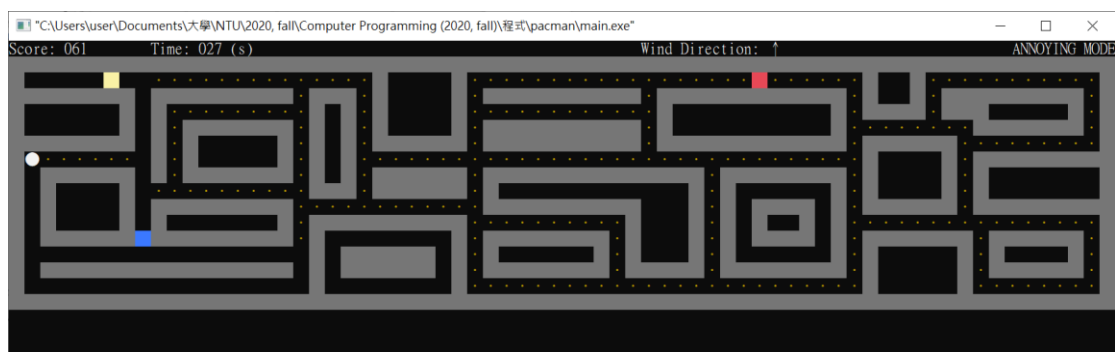 "C:\Users\user\Documents\大學\NTU\2020, fall\Computer Programming (2020, fall)\程式\pacman\main.exe"
Score: 061 Time: 027 (s) Wind Direction: ↑ ANNOYING MODE